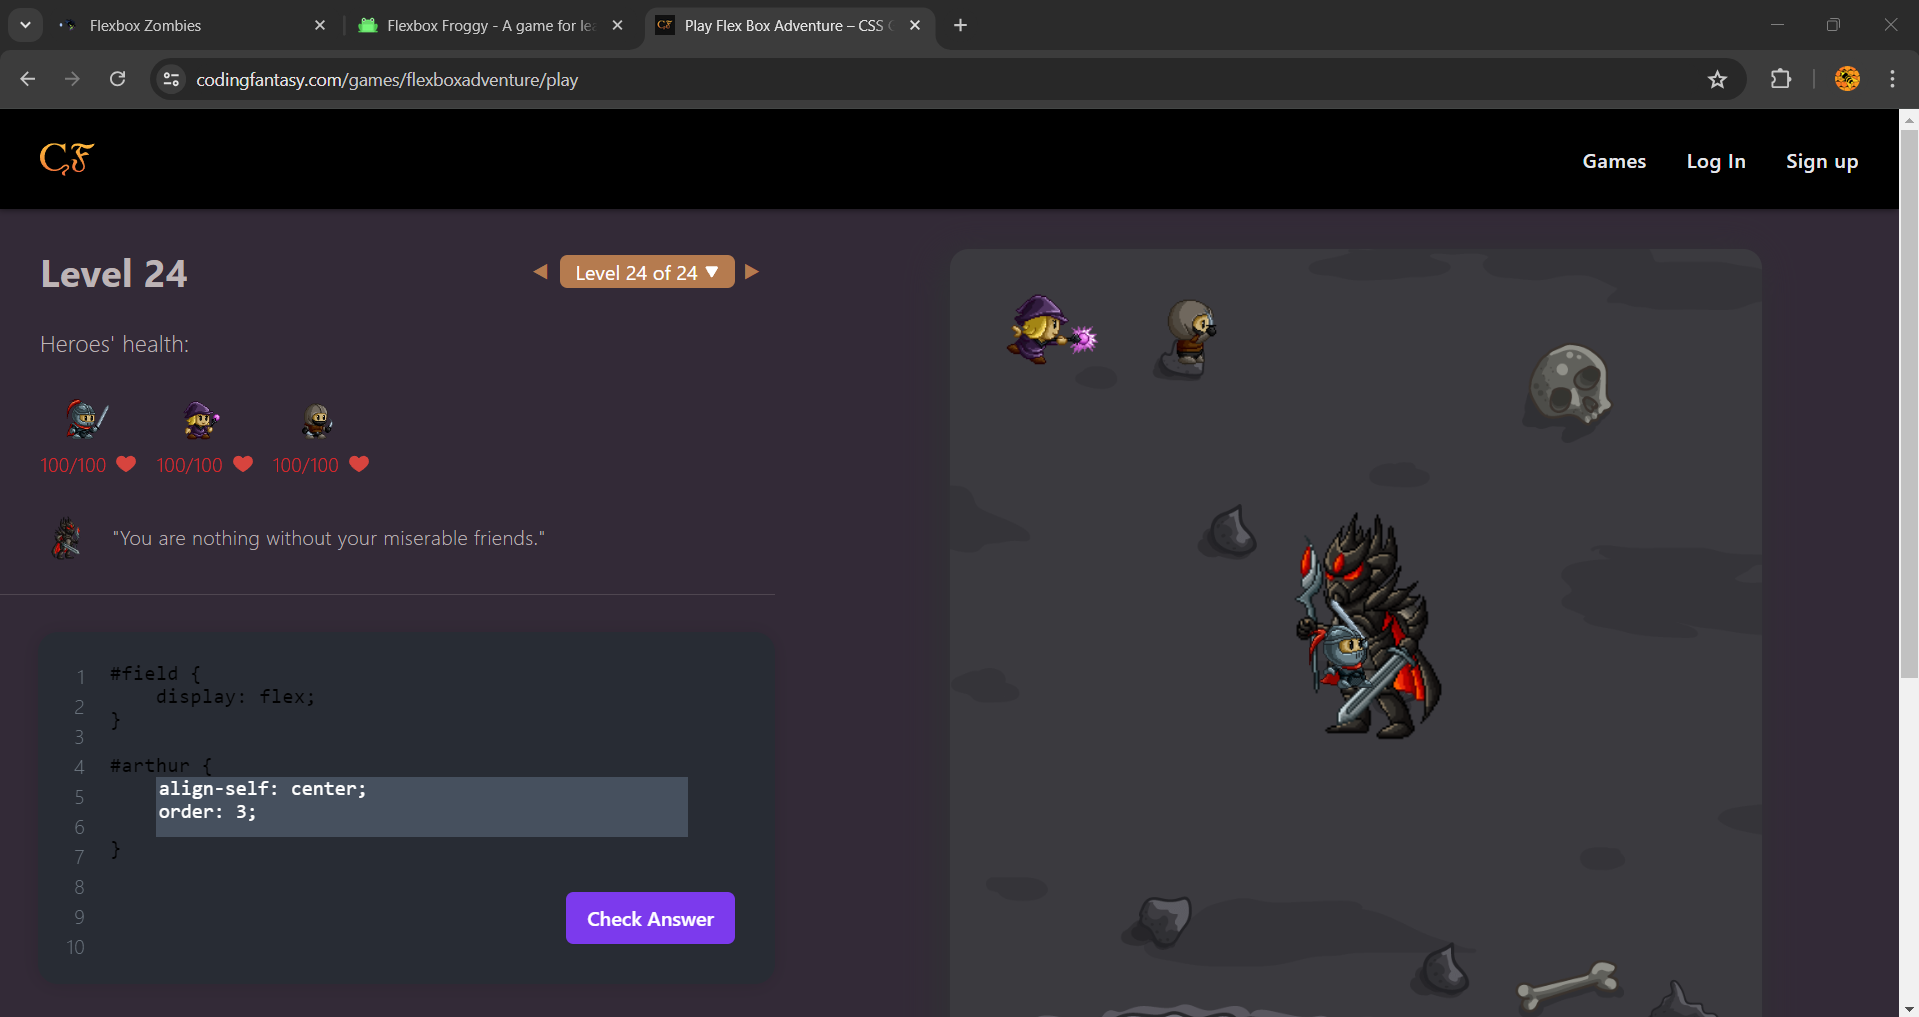 Flexbox Zombies
Flexbox Froggy - A game for lea
Play Flex Box Adventure – CSS G
codingfantasy.com/games/flexboxadventure/play
CF
Games
Log In
Sign up
Level 24
Level 24 of 24
Heroes' health:
100/100
100/100
100/100
"You are nothing without your miserable friends."
1
2
3
4
5
6
7
8
9
10
#field {
display: flex;
}
#arthur {
align-self: center;
order: 3;
}
Check Answer